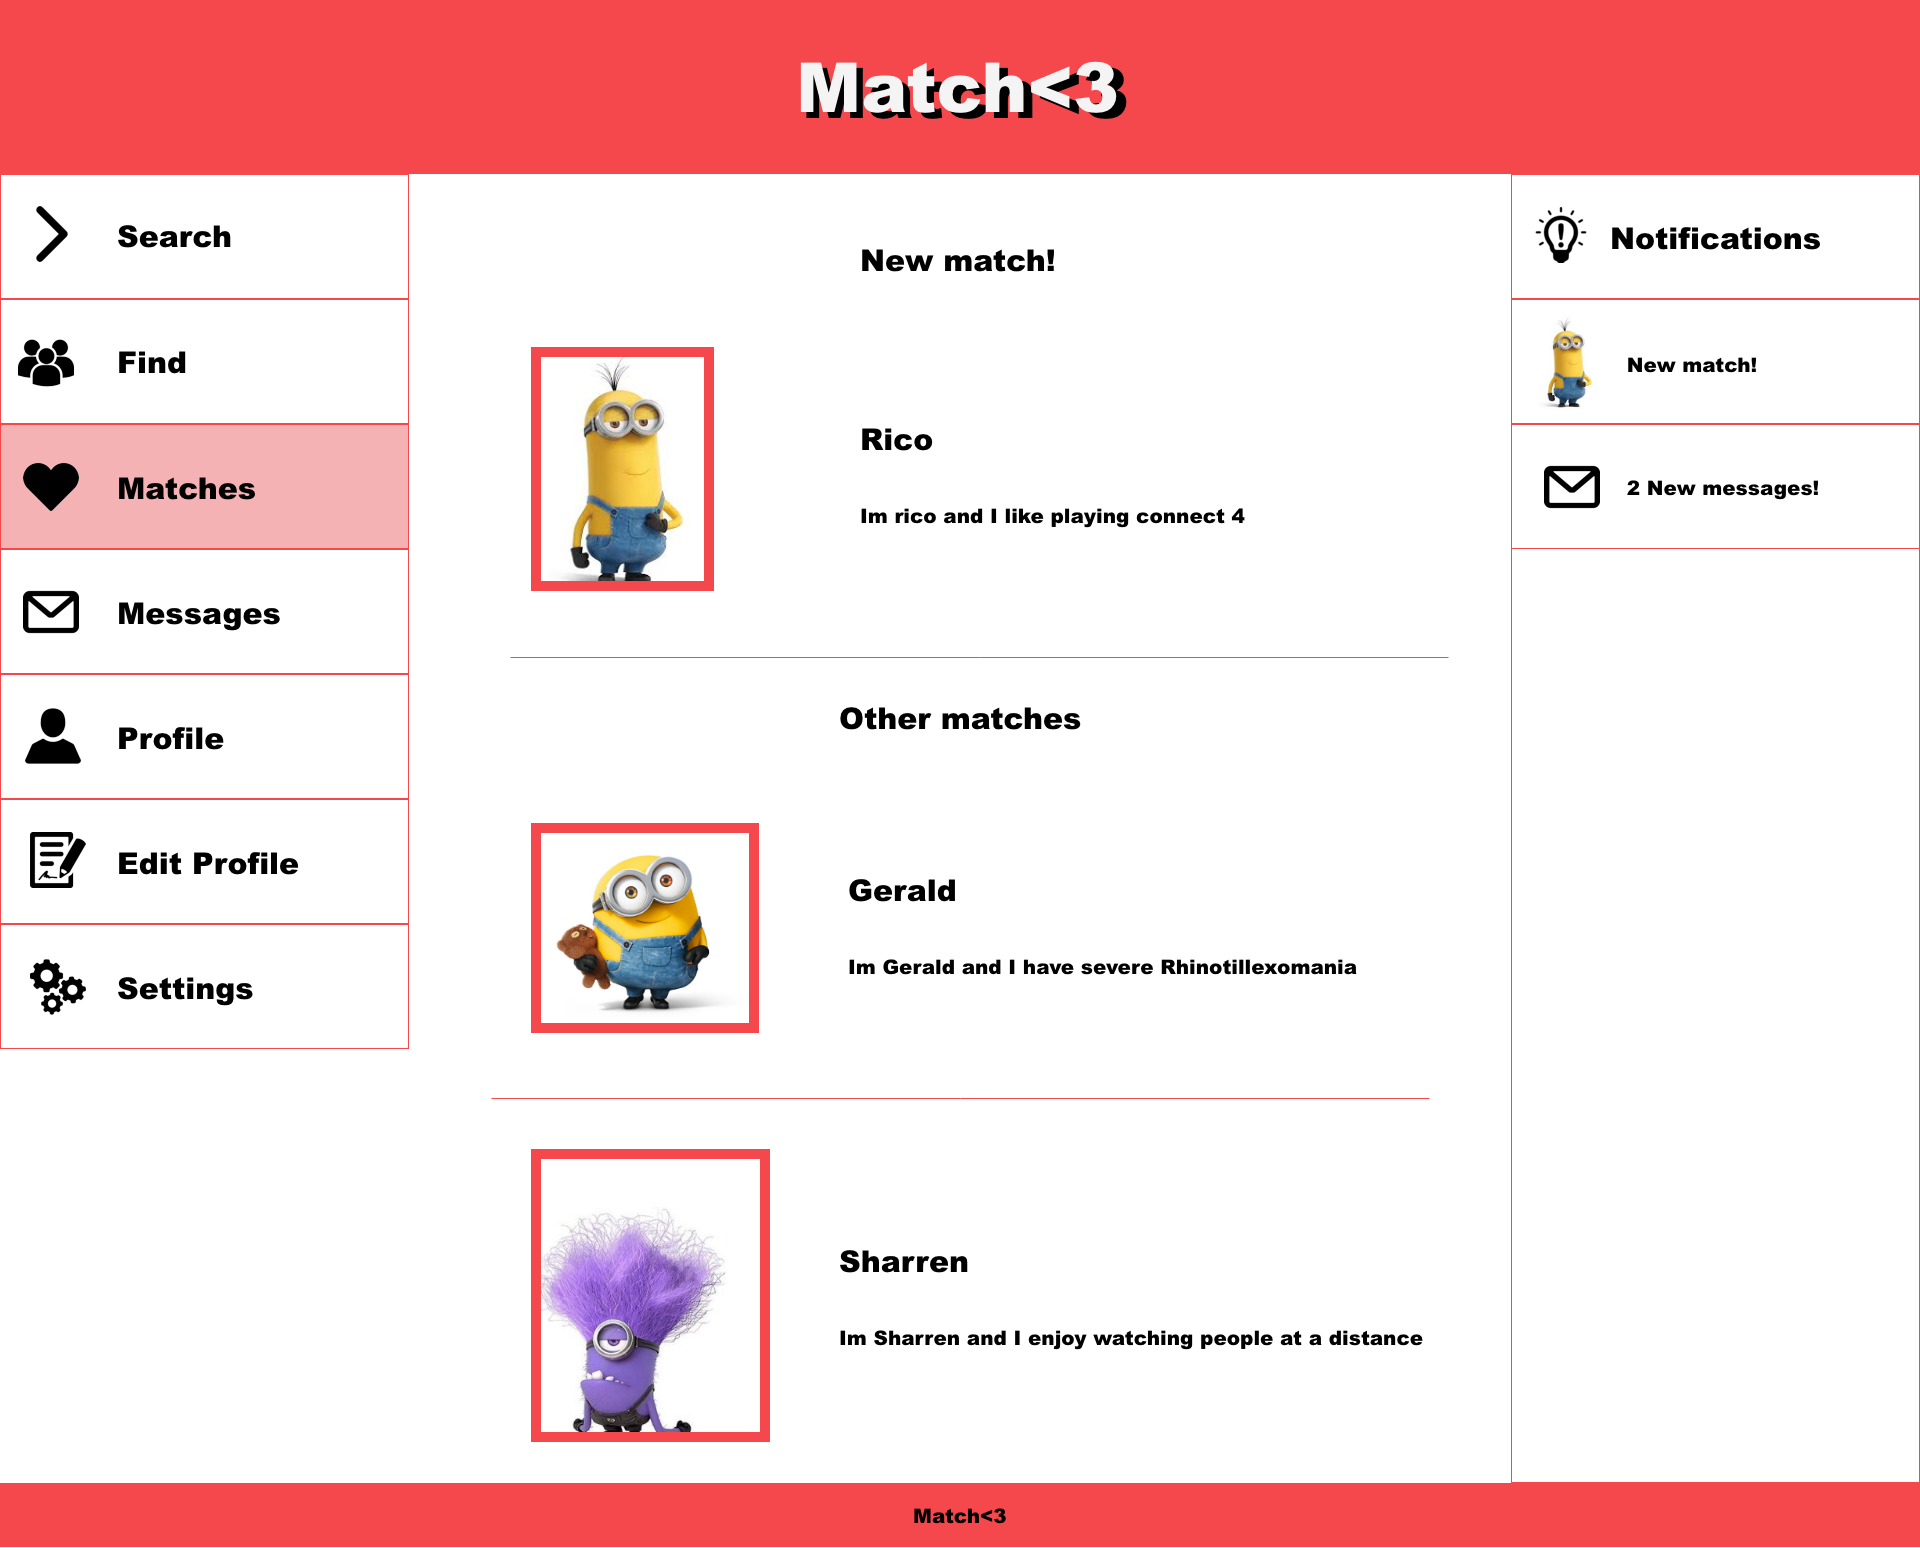 Match<3
Search
Find
Matches
Messages
Profile
Edit Profile
Settings
New match!
Rico
Im rico and I like playing connect 4
Other matches
Gerald
Im Gerald and I have severe Rhinotillexomania
Sharren
Im Sharren and I enjoy watching people at a distance
Notifications
New match!
2 New messages!
Match<3